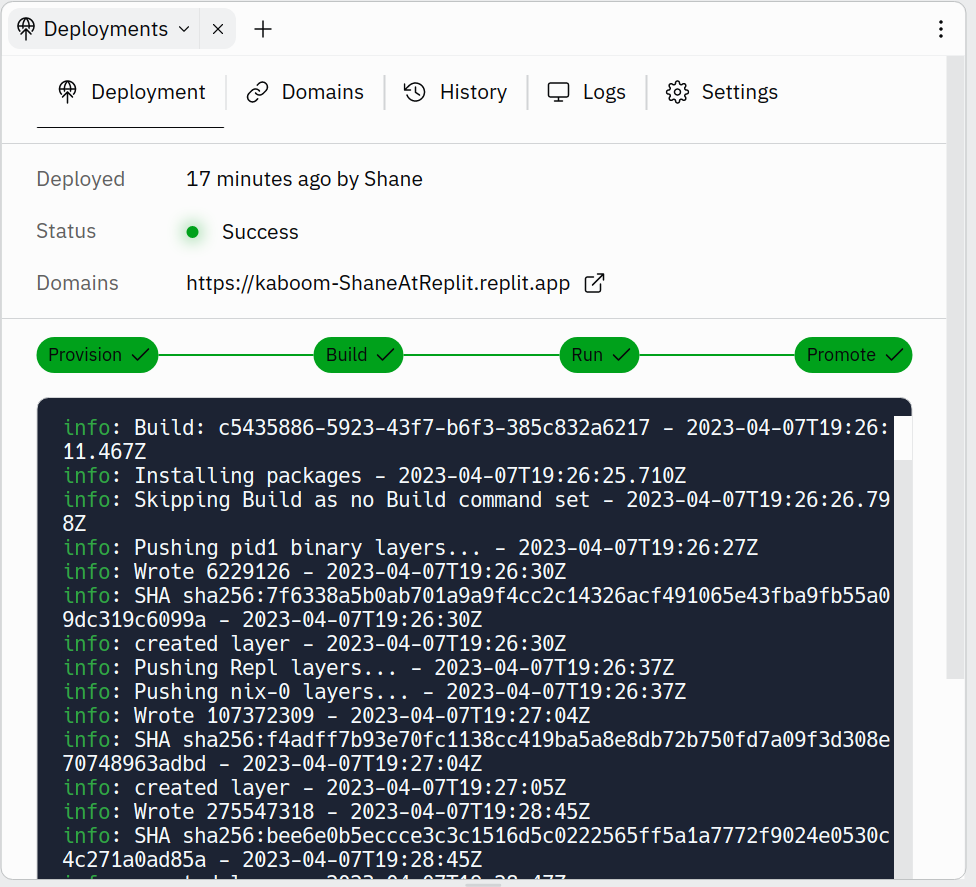 Deployments
Deployment Domains History Logs Settings
Deployed 17 minutes ago by Shane
Status Success
Domains https://kaboom-ShaneAtReplit.replit.app
Provision Build Run Promote
info: Build: c5435886-5923-43f7-b6f3-385c832a6217 - 2023-04-07T19:26:
11.467Z
info: Installing packages - 2023-04-07T19:26:25.710Z
info: Skipping Build as no Build command set - 2023-04-07T19:26:26.79
8Z
info: Pushing pid1 binary layers... - 2023-04-07T19:26:27Z
info: Wrote 6229126 - 2023-04-07T19:26:30Z
info: SHA sha256:7f6338a5b0ab701a9a9f4cc2c14326acf491065e43fba9fb55a0
9dc319c6099a - 2023-04-07T19:26:30Z
info: created layer - 2023-04-07T19:26:30Z
info: Pushing Repl layers... - 2023-04-07T19:26:37Z
info: Pushing nix-0 layers... - 2023-04-07T19:26:37Z
info: Wrote 107372309 - 2023-04-07T19:27:04Z
info: SHA sha256:f4adff7b93e70fc1138cc419ba5a8e8db72b750fd7a09f3d308e
70748963adbd - 2023-04-07T19:27:04Z
info: created layer - 2023-04-07T19:27:05Z
info: Wrote 275547318 - 2023-04-07T19:28:45Z
info: SHA sha256:bee6e0b5eccce3c3c1516d5c0222565ff5a1a7772f9024e0530c
4c271a0ad85a - 2023-04-07T19:28:45Z